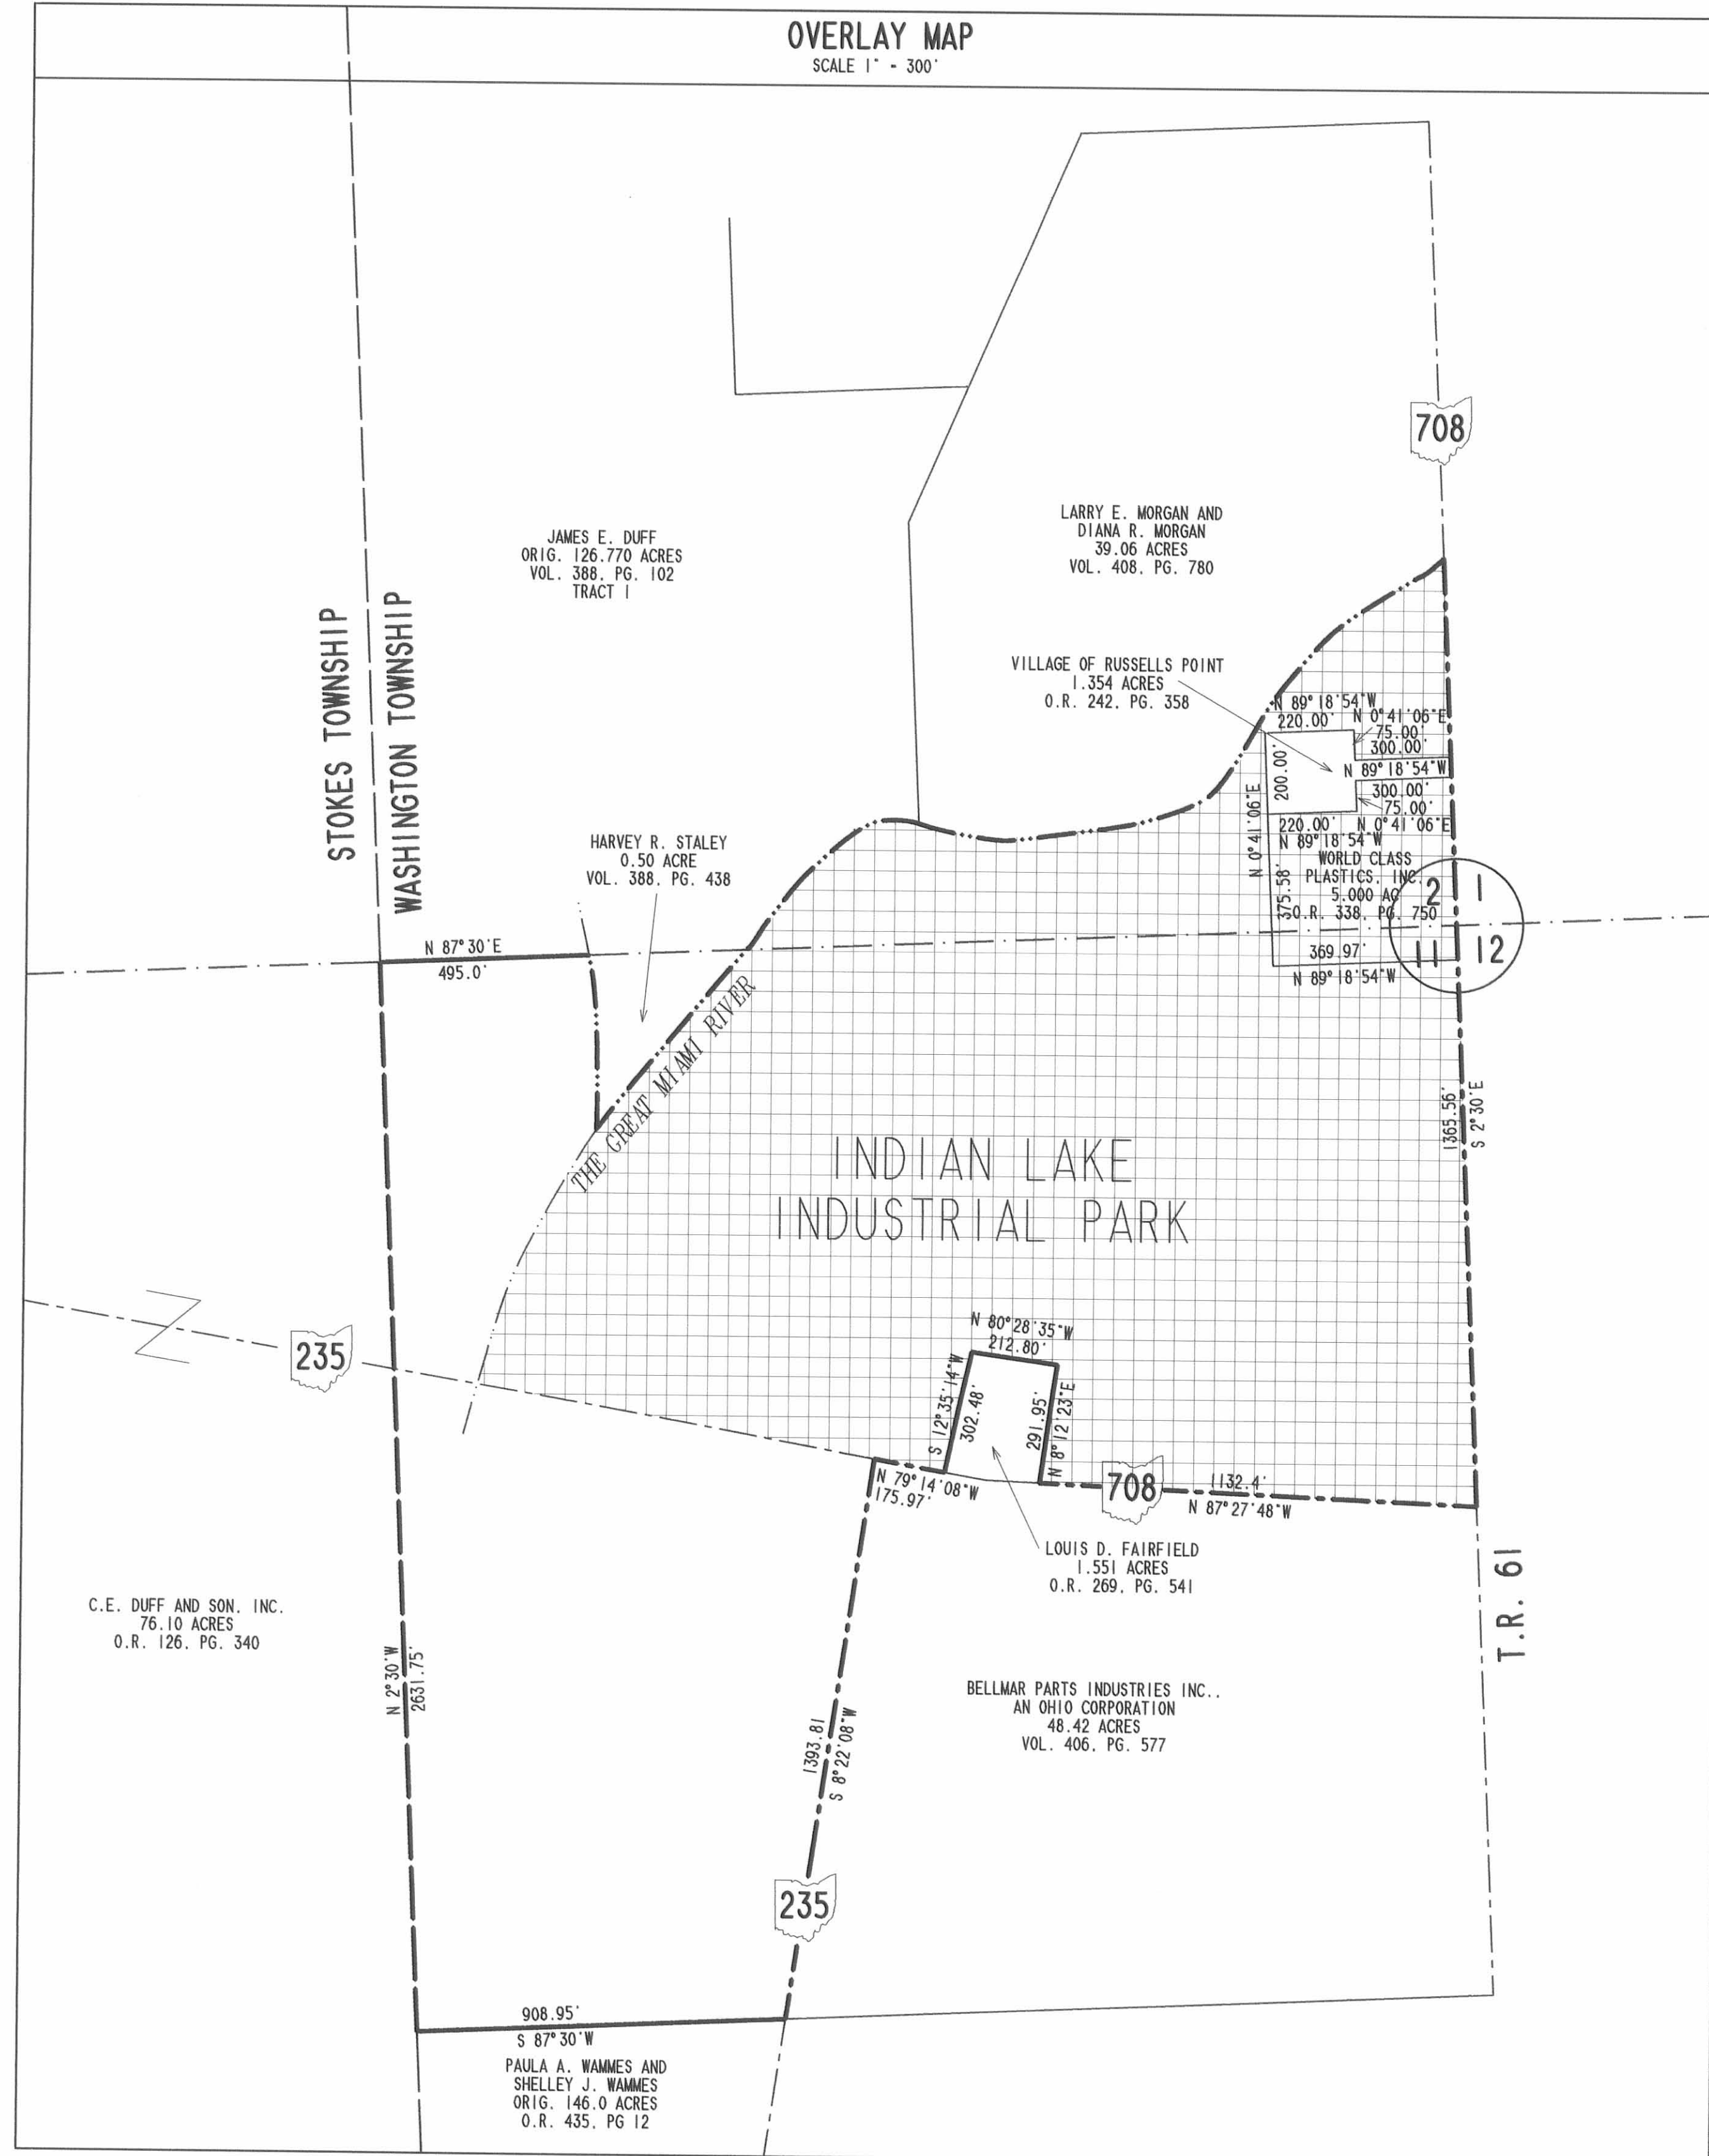 OVERLAY MAP
SCALE 1" - 300'
708
JAMES E. DUFF
ORIG. 126.770 ACRES
VOL. 388, PG. 102
TRACT 1
LARRY E. MORGAN AND
DIANA R. MORGAN
39.06 ACRES
VOL. 408, PG. 780
STOKES TOWNSHIP
WASHINGTON TOWNSHIP
VILLAGE OF RUSSELLS POINT
1.354 ACRES
O.R. 242, PG. 358
N 89°18'54"W
220.00'
N 0°41'06"E
75.00'
300.00'
N 89°18'54"W
200.00'
300.00'
75.00'
220.00'
N 0°41'06"E
N 89°18'54"W
N 0°41'06"E
375.58'
WORLD CLASS
PLASTICS, INC.
5.000 AC
O.R. 338, PG. 750
2
1
11
12
369.97'
N 89°18'54"W
HARVEY R. STALEY
0.50 ACRE
VOL. 388, PG. 438
N 87°30'E
495.0'
THE GREAT MIAMI RIVER
1365.56'
S 2°30'E
INDIAN LAKE
INDUSTRIAL PARK
235
N 80°28'35"W
212.80'
S 12°35'14"W
302.48'
291.95'
N 8°12'23"E
N 79°14'08"W
175.97'
708
1132.4'
N 87°27'48"W
LOUIS D. FAIRFIELD
1.551 ACRES
O.R. 269, PG. 541
T.R. 61
C.E. DUFF AND SON, INC.
76.10 ACRES
O.R. 126, PG. 340
N 2°30'W
2631.75'
1393.81
S 8°22'08"W
BELLMAR PARTS INDUSTRIES INC.,
AN OHIO CORPORATION
48.42 ACRES
VOL. 406, PG. 577
235
908.95'
S 87°30'W
PAULA A. WAMMES AND
SHELLEY J. WAMMES
ORIG. 146.0 ACRES
O.R. 435, PG 12